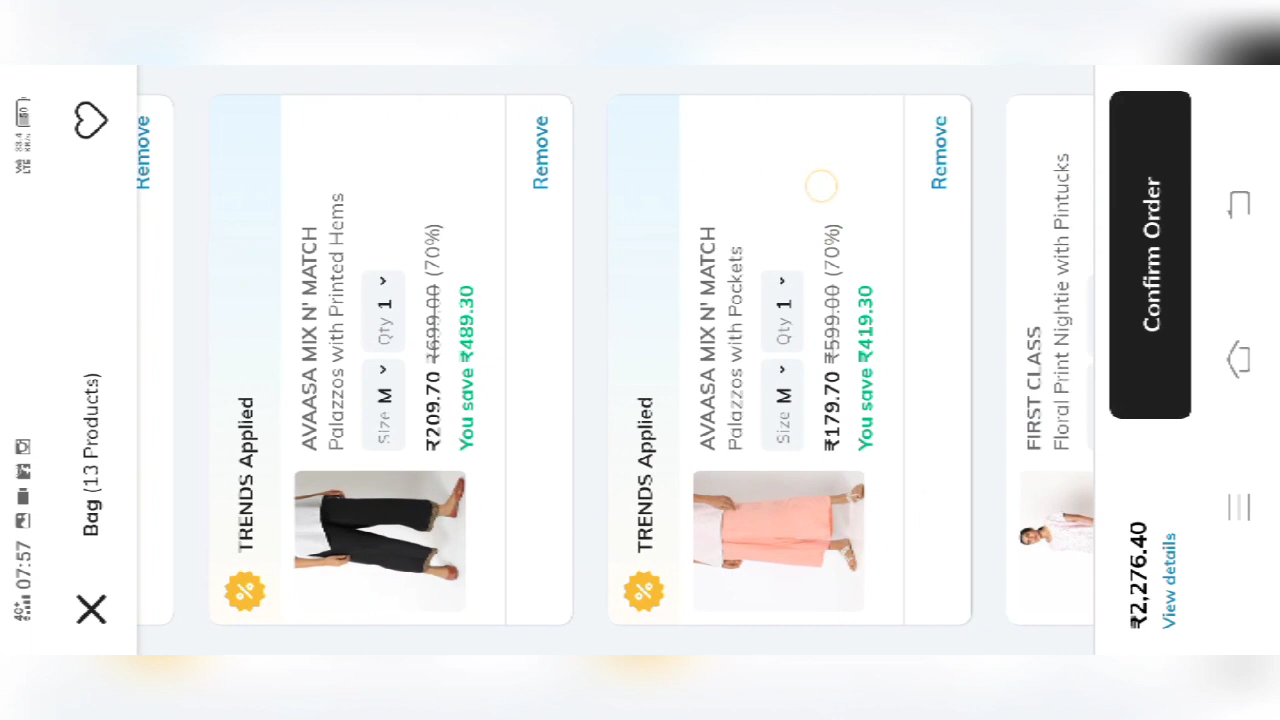 07:57
Bag (13 Products)
Remove
TRENDS Applied
AVAASA MIX N' MATCH
Palazzos with Printed Hems
Size M Qty 1
₹209.70 ₹699.00 (70%)
You save ₹489.30
Remove
TRENDS Applied
AVAASA MIX N' MATCH
Palazzos with Pockets
Size M Qty 1
₹179.70 ₹599.00 (70%)
You save ₹419.30
Remove
FIRST CLASS
Floral Print Nightie with Pintucks
₹2,276.40
View details
Confirm Order